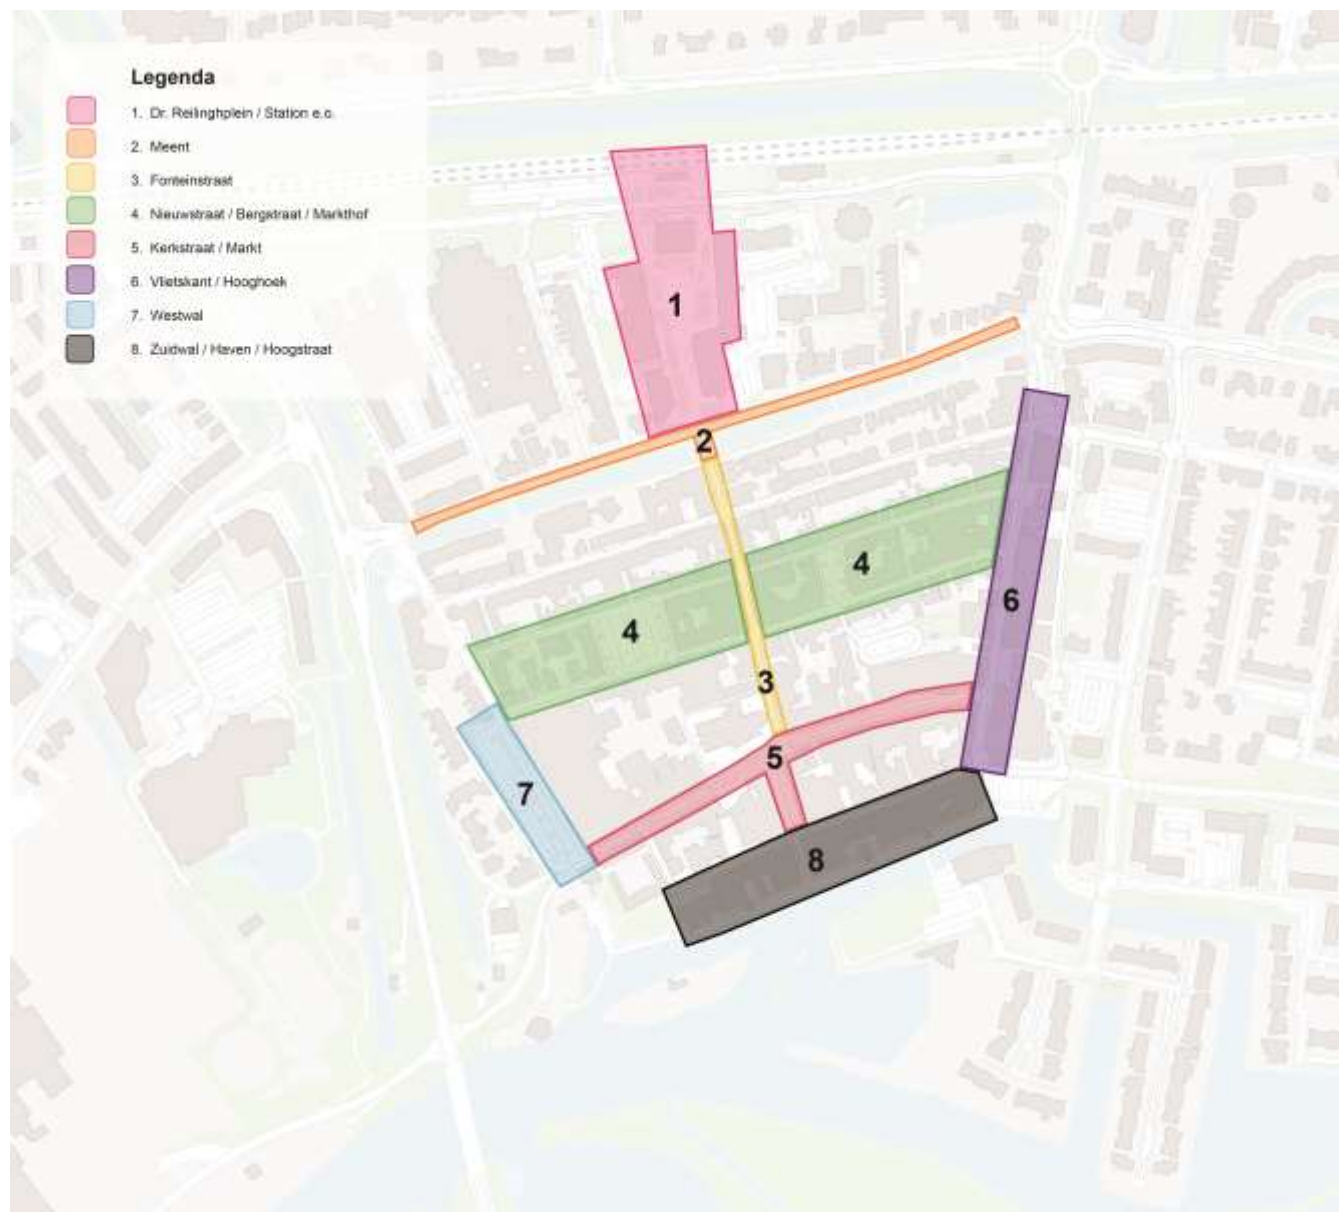 Legenda
1. Dr. Reilinghplein / Station e.o.
2. Meent
3. Fonteinstraat
4. Nieuwstraat / Bergstraat / Markthof
5. Kerkstraat / Markt
6. Vlietskant / Hooghoek
7. Westwal
8. Zuidwal / Haven / Hoogstraat
1
2
4
6
4
3
5
7
8